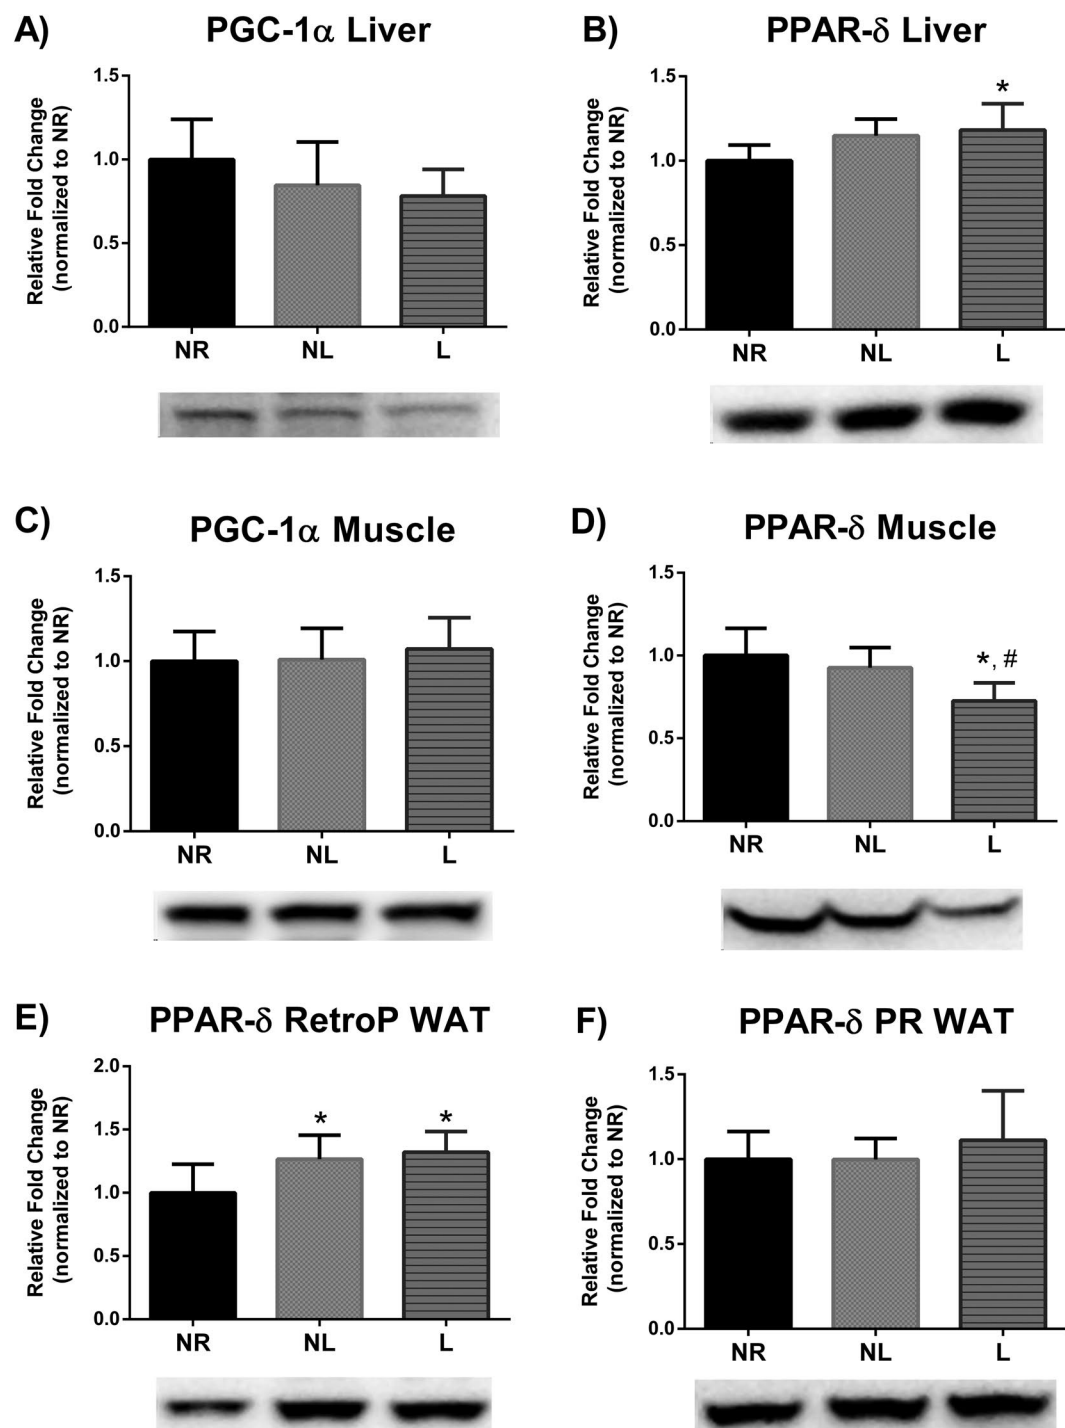 A)
PGC-1α Liver
Relative Fold Change
(normalized to NR)
1.5
1.0
0.5
0.0
NR NL L
B)
PPAR-δ Liver
Relative Fold Change
(normalized to NR)
1.5
1.0
0.5
0.0
*
NR NL L
C)
PGC-1α Muscle
Relative Fold Change
(normalized to NR)
1.5
1.0
0.5
0.0
NR NL L
D)
PPAR-δ Muscle
Relative Fold Change
(normalized to NR)
1.5
1.0
0.5
0.0
*, #
NR NL L
E)
PPAR-δ RetroP WAT
Relative Fold Change
(normalized to NR)
2.0
1.5
1.0
0.5
0.0
* *
NR NL L
F)
PPAR-δ PR WAT
Relative Fold Change
(normalized to NR)
1.5
1.0
0.5
0.0
NR NL L